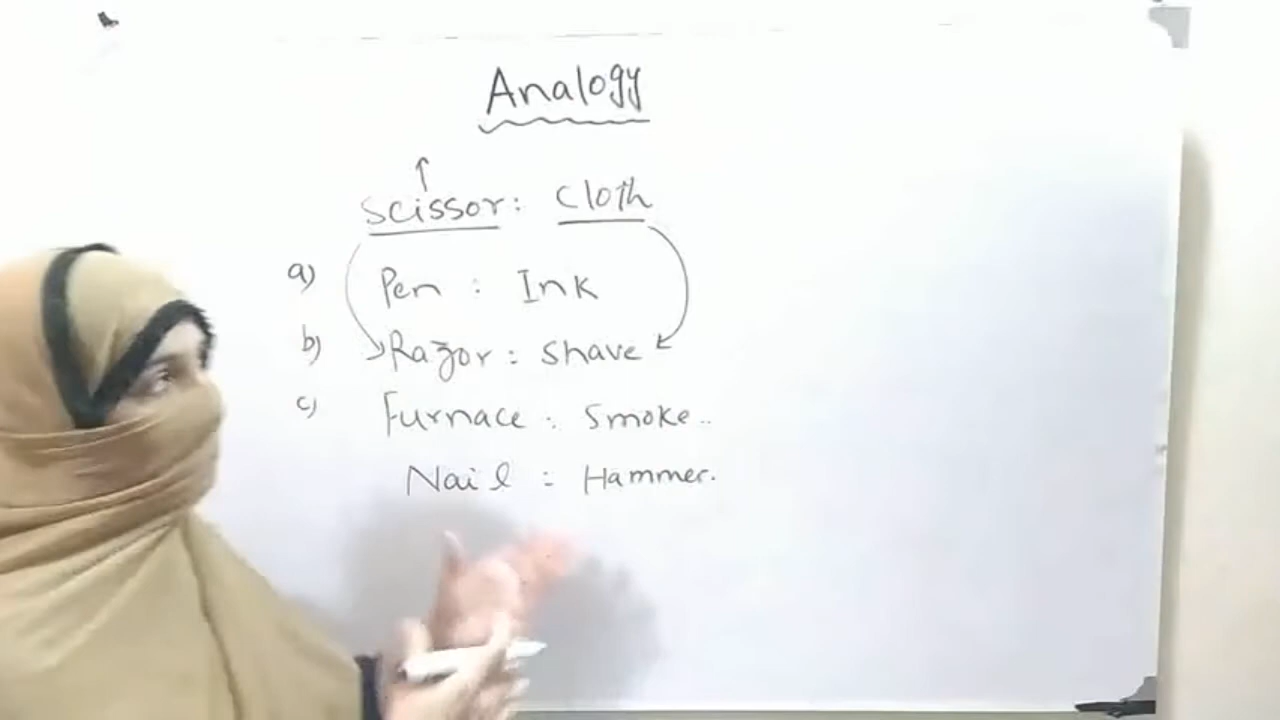 Analogy
Scissor : Cloth
a) Pen : Ink
b) Razor : Shave
c) Furnace : Smoke..
Nail : Hammer.